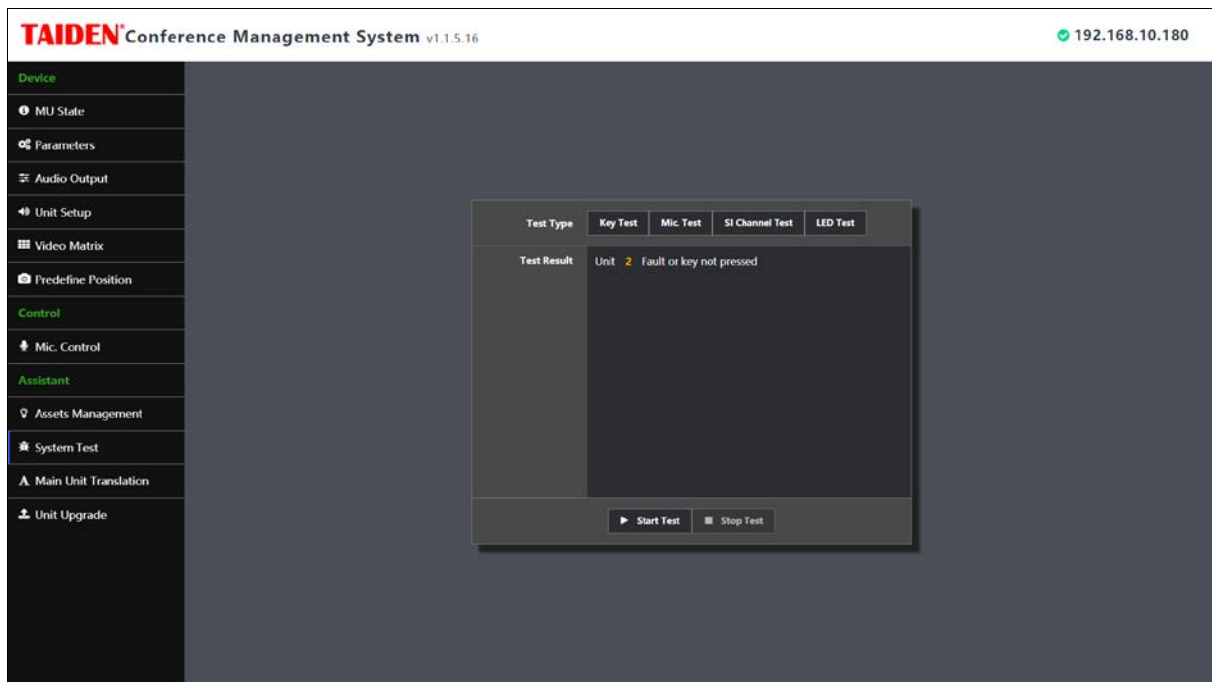 TAIDEN® Conference Management System v1.1.5.16
192.168.10.180
Device
MU State
Parameters
Audio Output
Unit Setup
Video Matrix
Predefine Position
Control
Mic. Control
Assistant
Assets Management
System Test
Main Unit Translation
Unit Upgrade
Test Type Key Test Mic. Test SI Channel Test LED Test
Test Result Unit 2 Fault or key not pressed
Start Test Stop Test